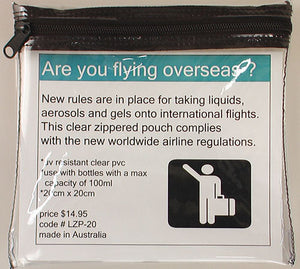 Are you flying overseas?
New rules are in place for taking liquids,
aerosols and gels onto international flights.
This clear zippered pouch complies
with the new worldwide airline regulations.
resistant clear pvc
*use with bottles with a max
capacity of 100ml
*20cm x 20cm
price $14.95
code # LZP-20
made in Australia